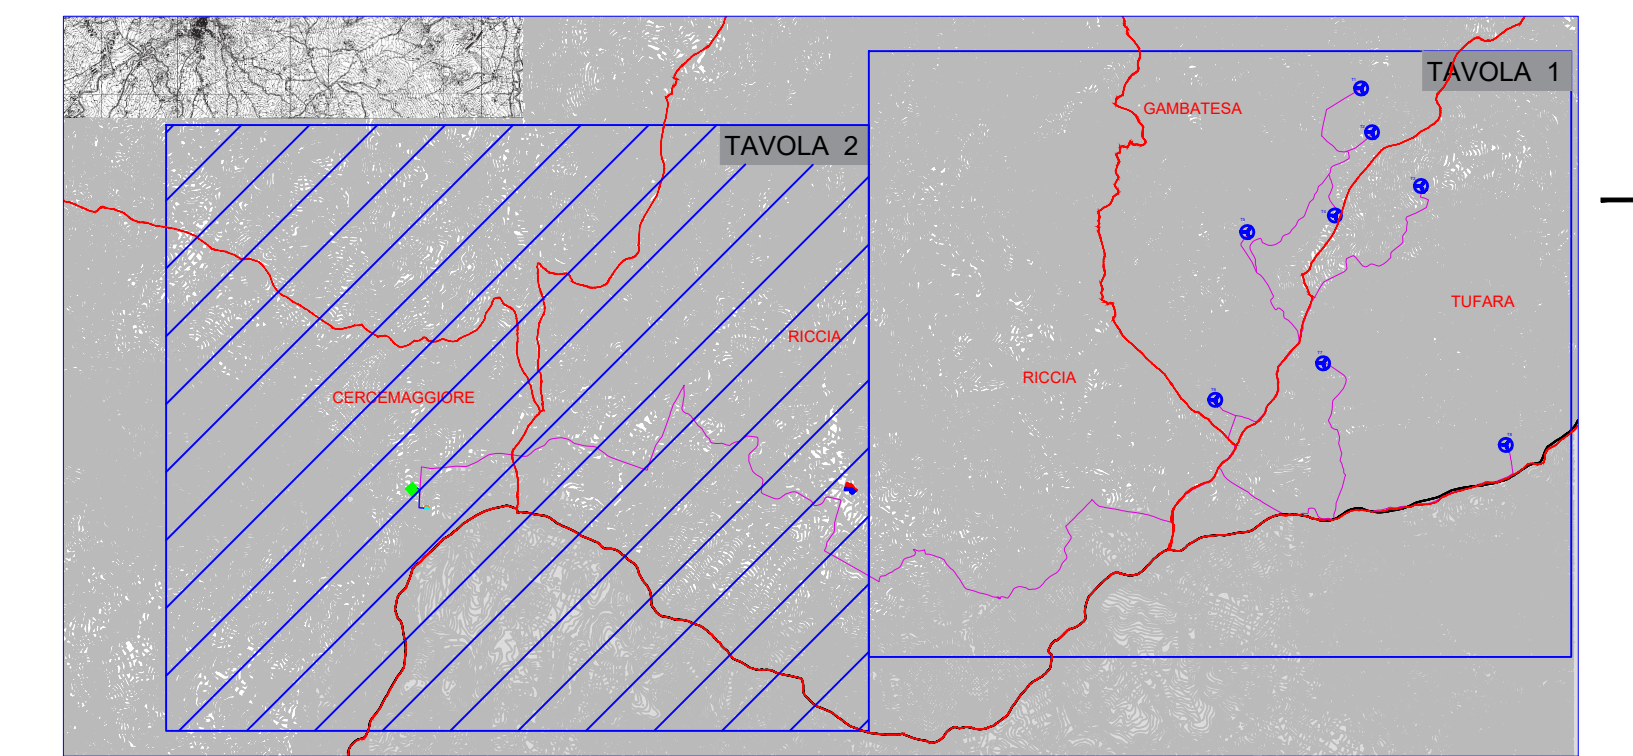 TAVOLA 1
GAMBATESA
TAVOLA 2
TUFARA
RICCIA
RICCIA
CERCEMAGGIORE